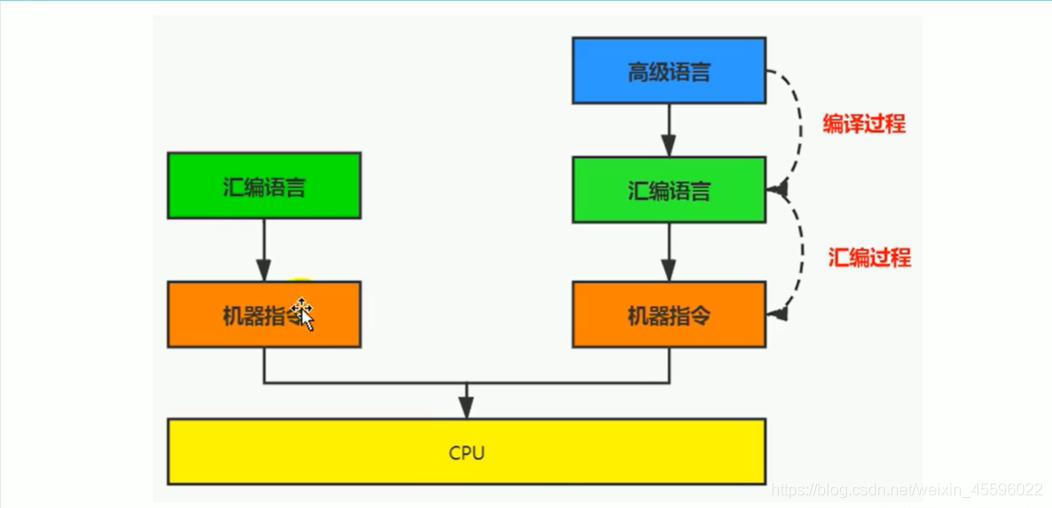 高级语言
编译过程
汇编语言
汇编语言
汇编过程
机器指令
机器指令
CPU
https://blog.csdn.net/weixin_45596022